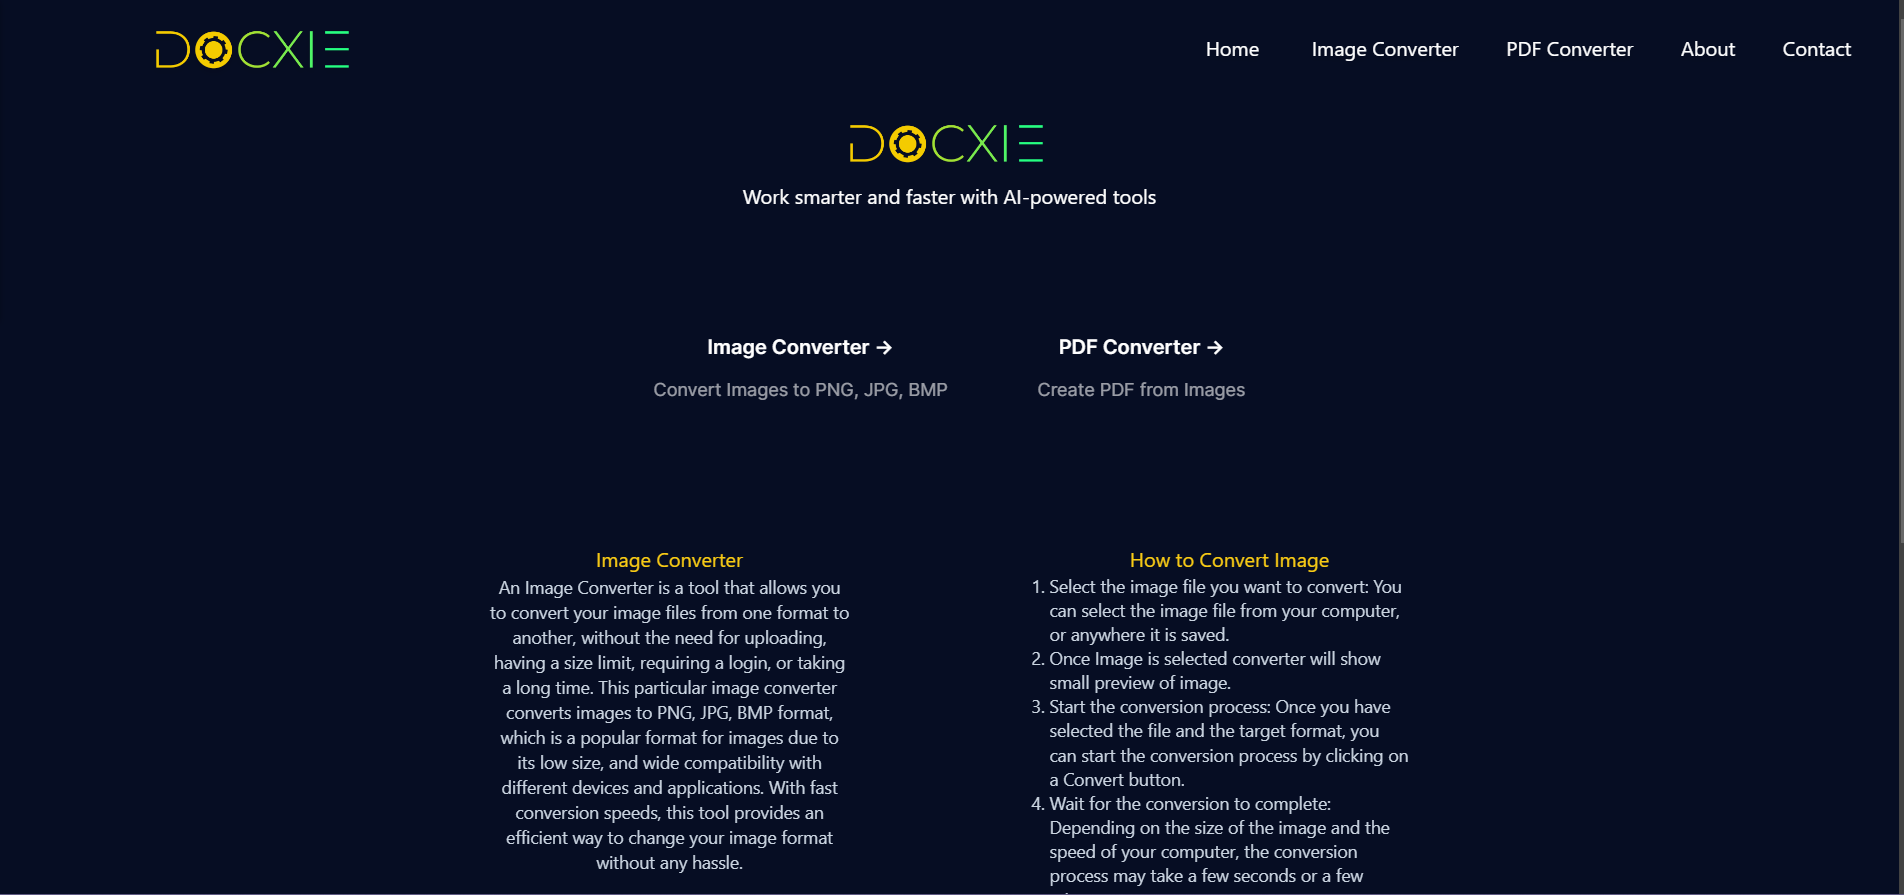 DOCXIE
Home
Image Converter
PDF Converter
About
Contact
DOCXIE
Work smarter and faster with AI-powered tools
Image Converter →
Convert Images to PNG, JPG, BMP
PDF Converter →
Create PDF from Images
Image Converter
An Image Converter is a tool that allows you
to convert your image files from one format to
another, without the need for uploading,
having a size limit, requiring a login, or taking
a long time. This particular image converter
converts images to PNG, JPG, BMP format,
which is a popular format for images due to
its low size, and wide compatibility with
different devices and applications. With fast
conversion speeds, this tool provides an
efficient way to change your image format
without any hassle.
How to Convert Image
1. Select the image file you want to convert: You
can select the image file from your computer,
or anywhere it is saved.
2. Once Image is selected converter will show
small preview of image.
3. Start the conversion process: Once you have
selected the file and the target format, you
can start the conversion process by clicking on
a Convert button.
4. Wait for the conversion to complete:
Depending on the size of the image and the
speed of your computer, the conversion
process may take a few seconds or a few